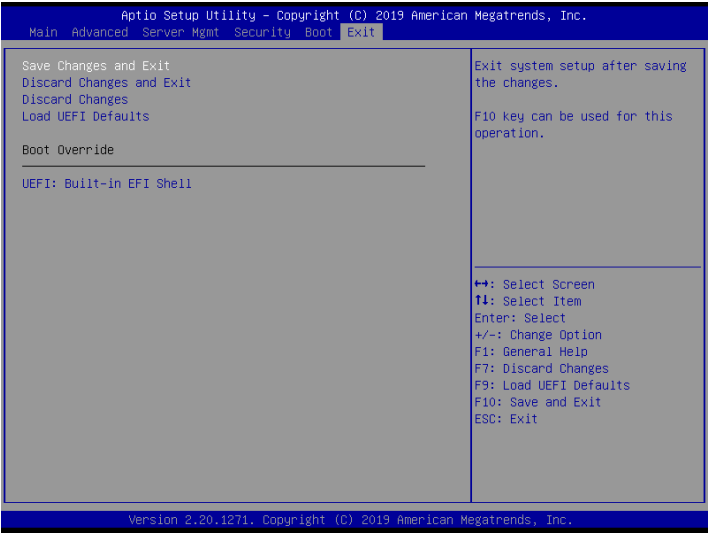 Aptio Setup Utility – Copyright (C) 2019 American Megatrends, Inc.
Main Advanced Server Mgmt Security Boot Exit
Save Changes and Exit
Discard Changes and Exit
Discard Changes
Load UEFI Defaults
Boot Override
UEFI: Built-in EFI Shell
Exit system setup after saving
the changes.
F10 key can be used for this
operation.
↔: Select Screen
↑↓: Select Item
Enter: Select
+/-: Change Option
F1: General Help
F7: Discard Changes
F9: Load UEFI Defaults
F10: Save and Exit
ESC: Exit
Version 2.20.1271. Copyright (C) 2019 American Megatrends, Inc.